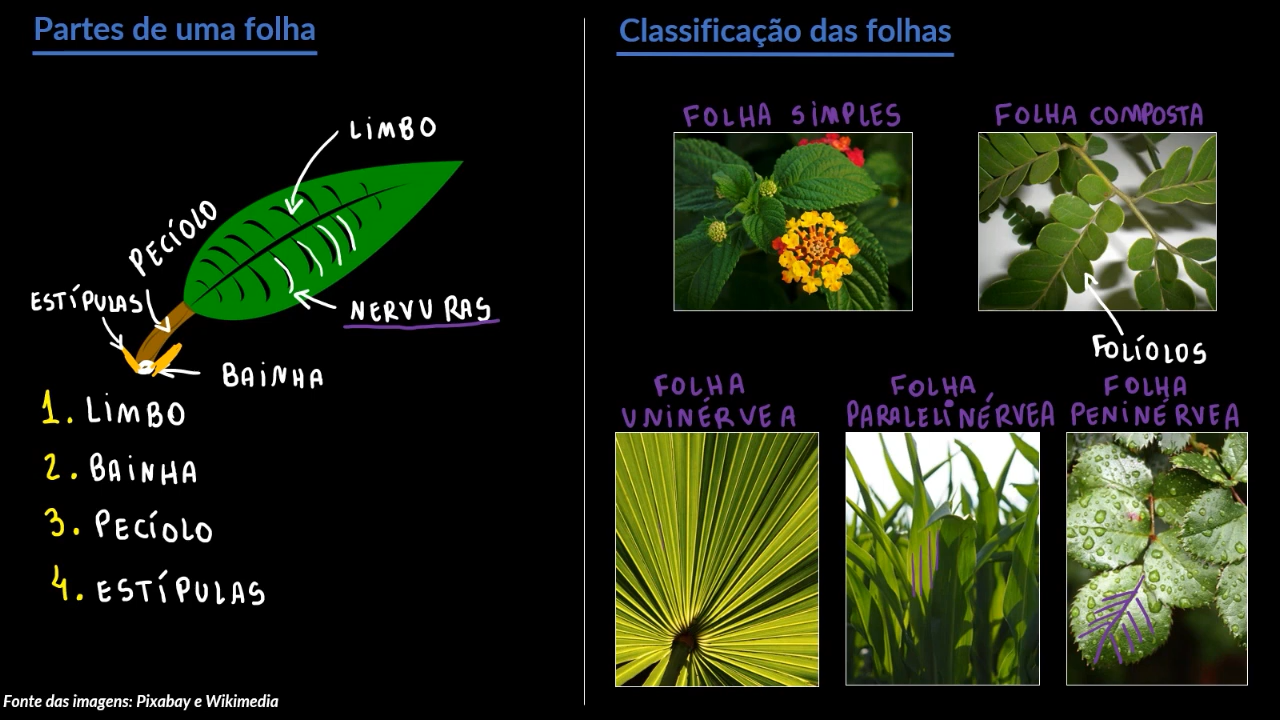 Partes de uma folha
LIMBO
PECÍOLO
ESTÍPULAS
NERVURAS
BAINHA
1. LIMBO
2. BAINHA
3. PECÍOLO
4. ESTÍPULAS
Fonte das imagens: Pixabay e Wikimedia
Classificação das folhas
FOLHA SIMPLES
FOLHA COMPOSTA
FOLÍOLOS
FOLHA
UNINÉRVEA
FOLHA
PARALELINÉRVEA
FOLHA
PENINÉRVEA